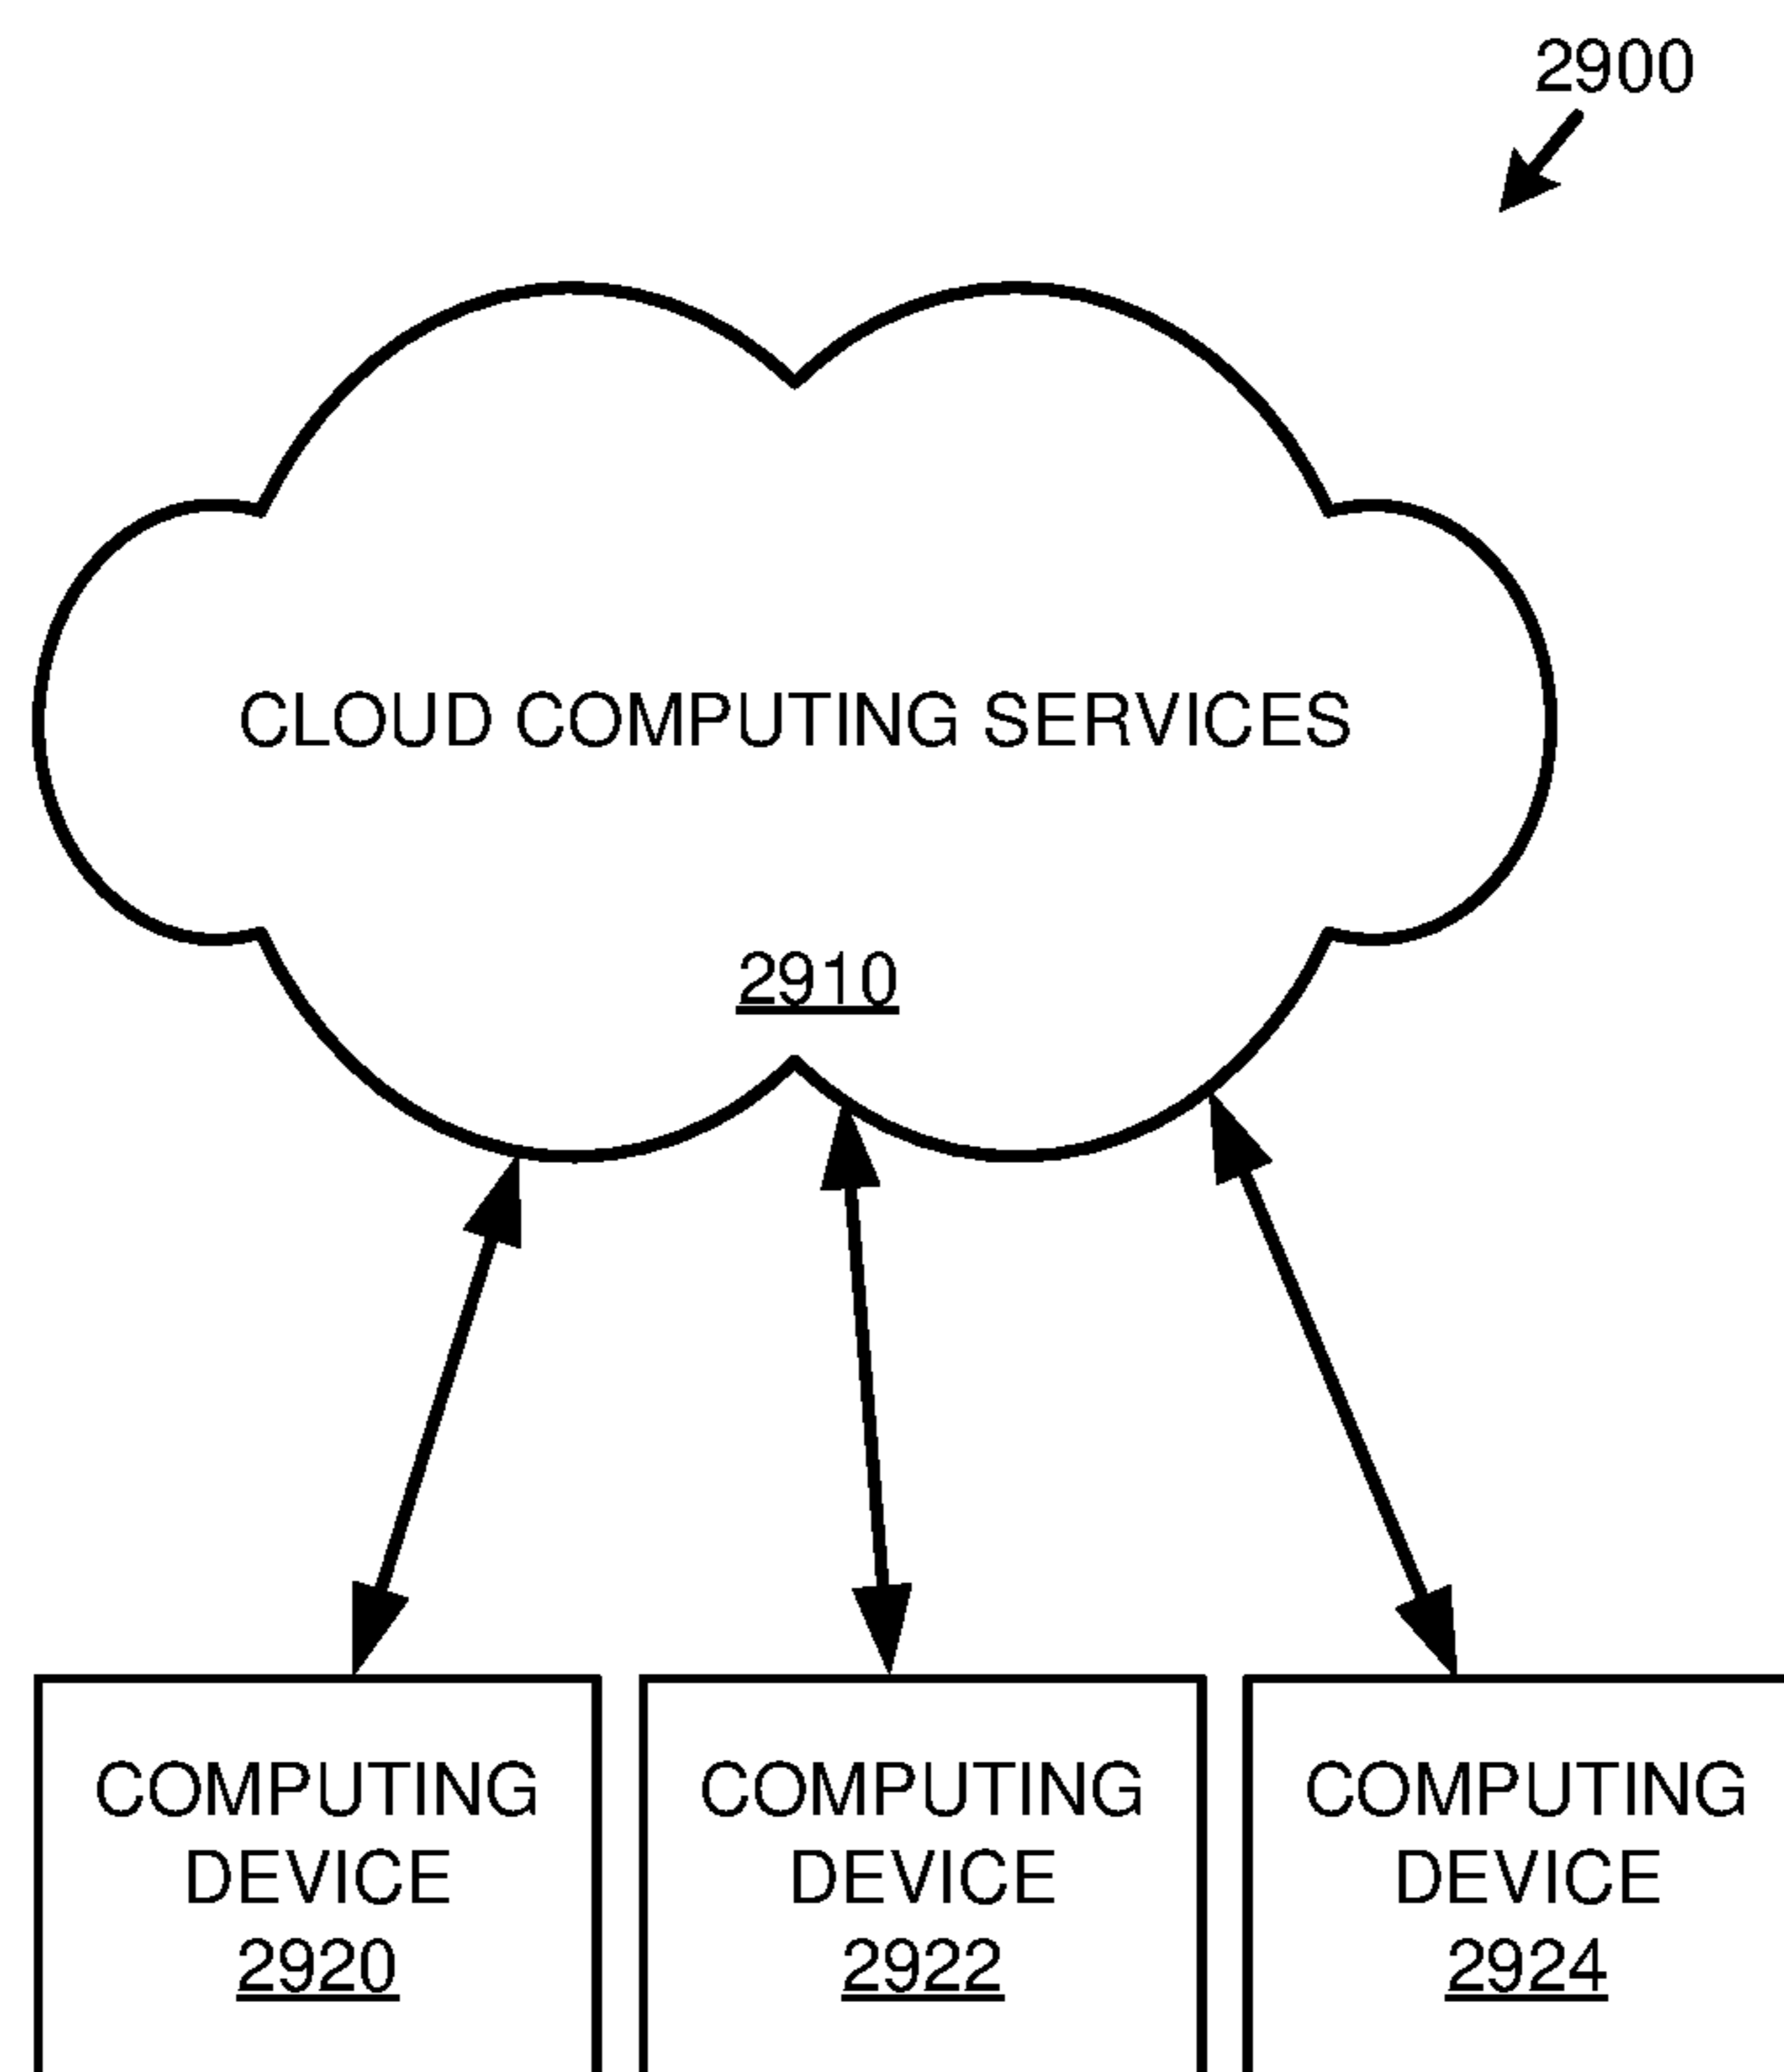 2900
CLOUD COMPUTING SERVICES
2910
COMPUTING
DEVICE
2920
COMPUTING
DEVICE
2922
COMPUTING
DEVICE
2924